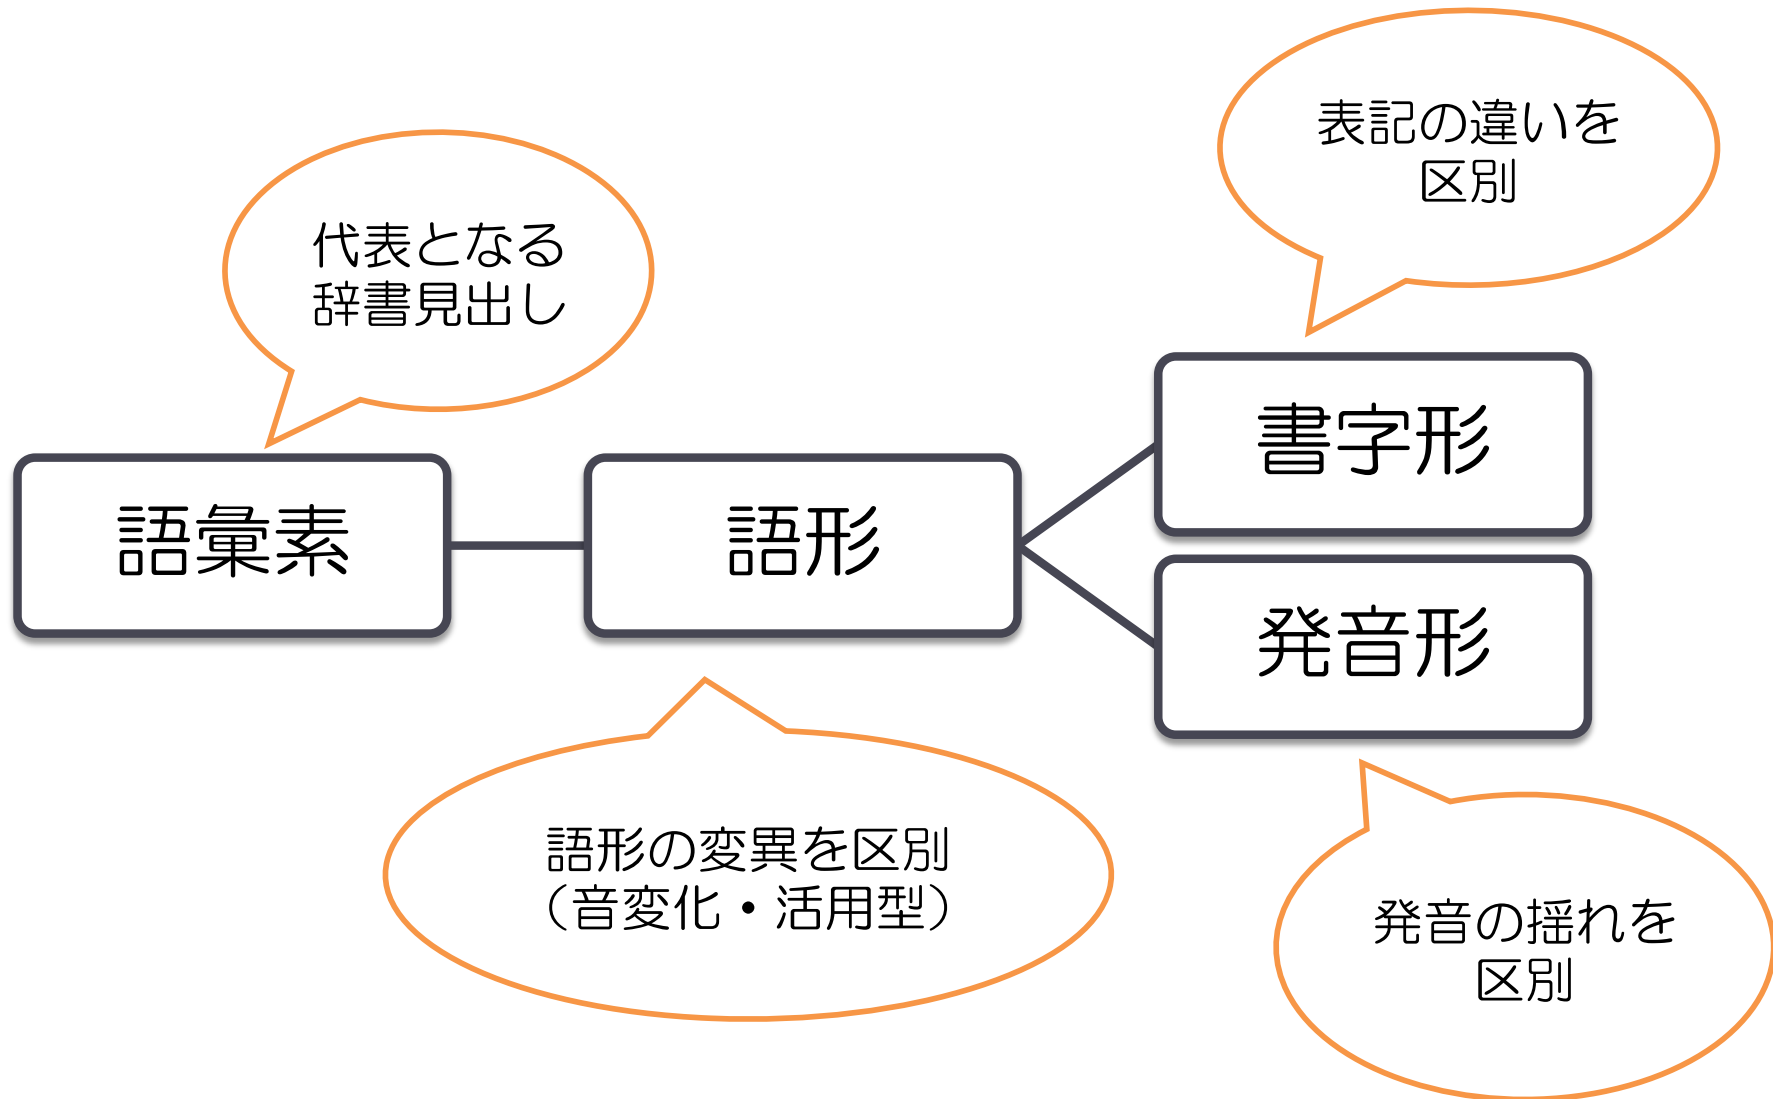 表記の違いを
区別
代表となる
辞書見出し
語彙素
語形
書字形
発音形
語形の変異を区別
（音変化・活用型）
発音の揺れを
区別